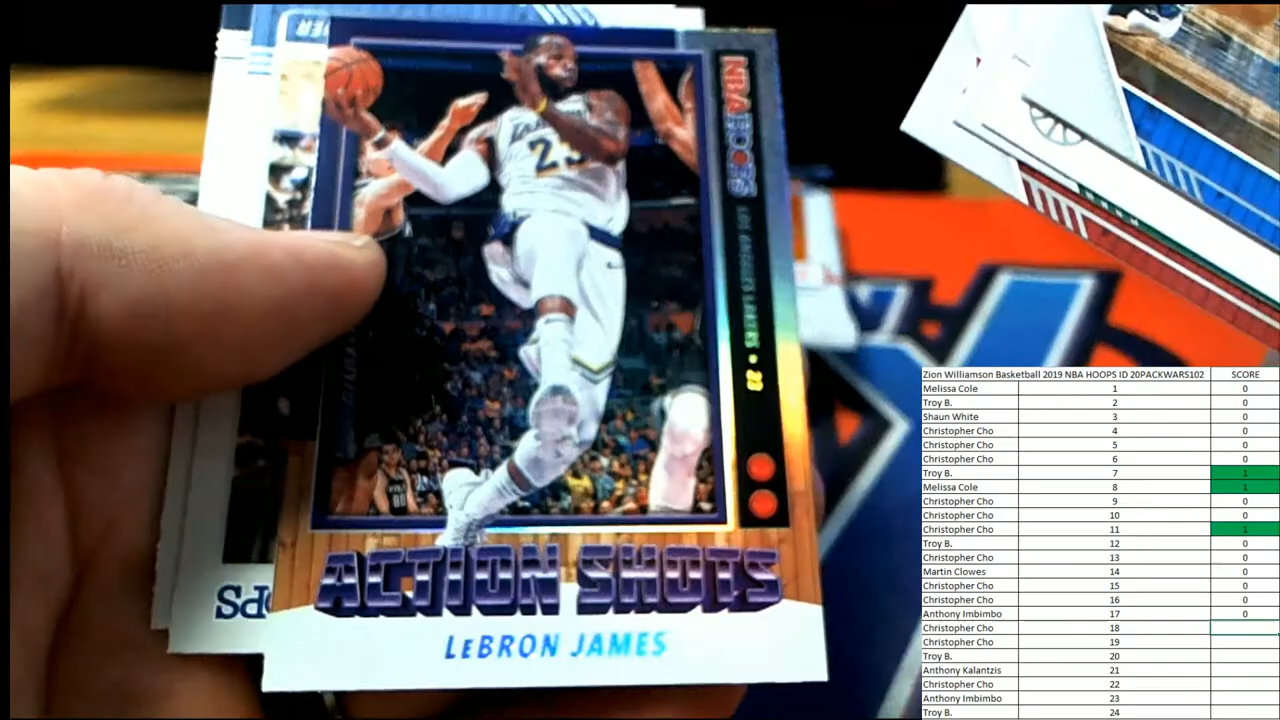 NBA HOOPS
LOS ANGELES LAKERS • 23
23
ACTION SHOTS
LEBRON JAMES
Zion Williamson Basketball 2019 NBA HOOPS ID 20PACKWARS102 SCORE
Melissa Cole 1 0
Troy B. 2 0
Shaun White 3 0
Christopher Cho 4 0
Christopher Cho 5 0
Christopher Cho 6 0
Troy B. 7 1
Melissa Cole 8 1
Christopher Cho 9 0
Christopher Cho 10 0
Christopher Cho 11 1
Troy B. 12 0
Christopher Cho 13 0
Martin Clowes 14 0
Christopher Cho 15 0
Christopher Cho 16 0
Anthony Imbimbo 17 0
Christopher Cho 18
Christopher Cho 19
Troy B. 20
Anthony Kalantzis 21
Christopher Cho 22
Anthony Imbimbo 23
Troy B. 24